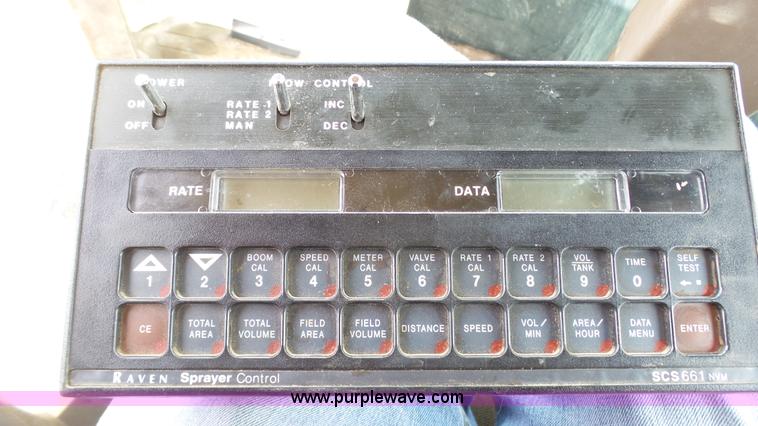 POWER FLOW CONTROL
ON RATE 1 INC
RATE 2
OFF MAN DEC
RATE DATA
BOOM CAL 3 SPEED CAL 4 METER CAL 5 VALVE CAL 6 RATE 1 CAL 7 RATE 2 CAL 8 VOL TANK 9 TIME 0 SELF TEST
1 2
CE TOTAL AREA TOTAL VOLUME FIELD AREA FIELD VOLUME DISTANCE SPEED VOL/ MIN AREA/ HOUR DATA MENU ENTER
RAVEN Sprayer Control SCS661 NVM
www.purplewave.com